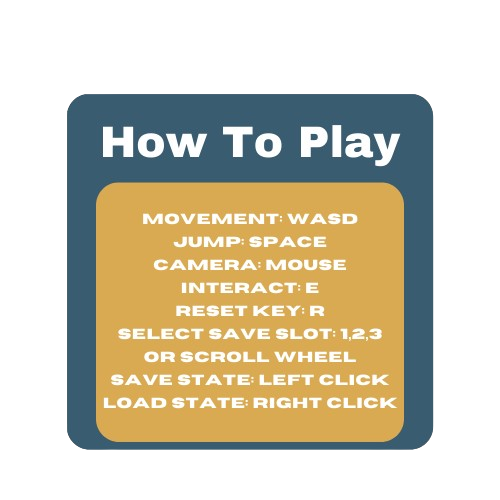 How To Play
MOVEMENT: WASD
JUMP: SPACE
CAMERA: MOUSE
INTERACT: E
RESET KEY: R
SELECT SAVE SLOT: 1,2,3
OR SCROLL WHEEL
SAVE STATE: LEFT CLICK
LOAD STATE: RIGHT CLICK